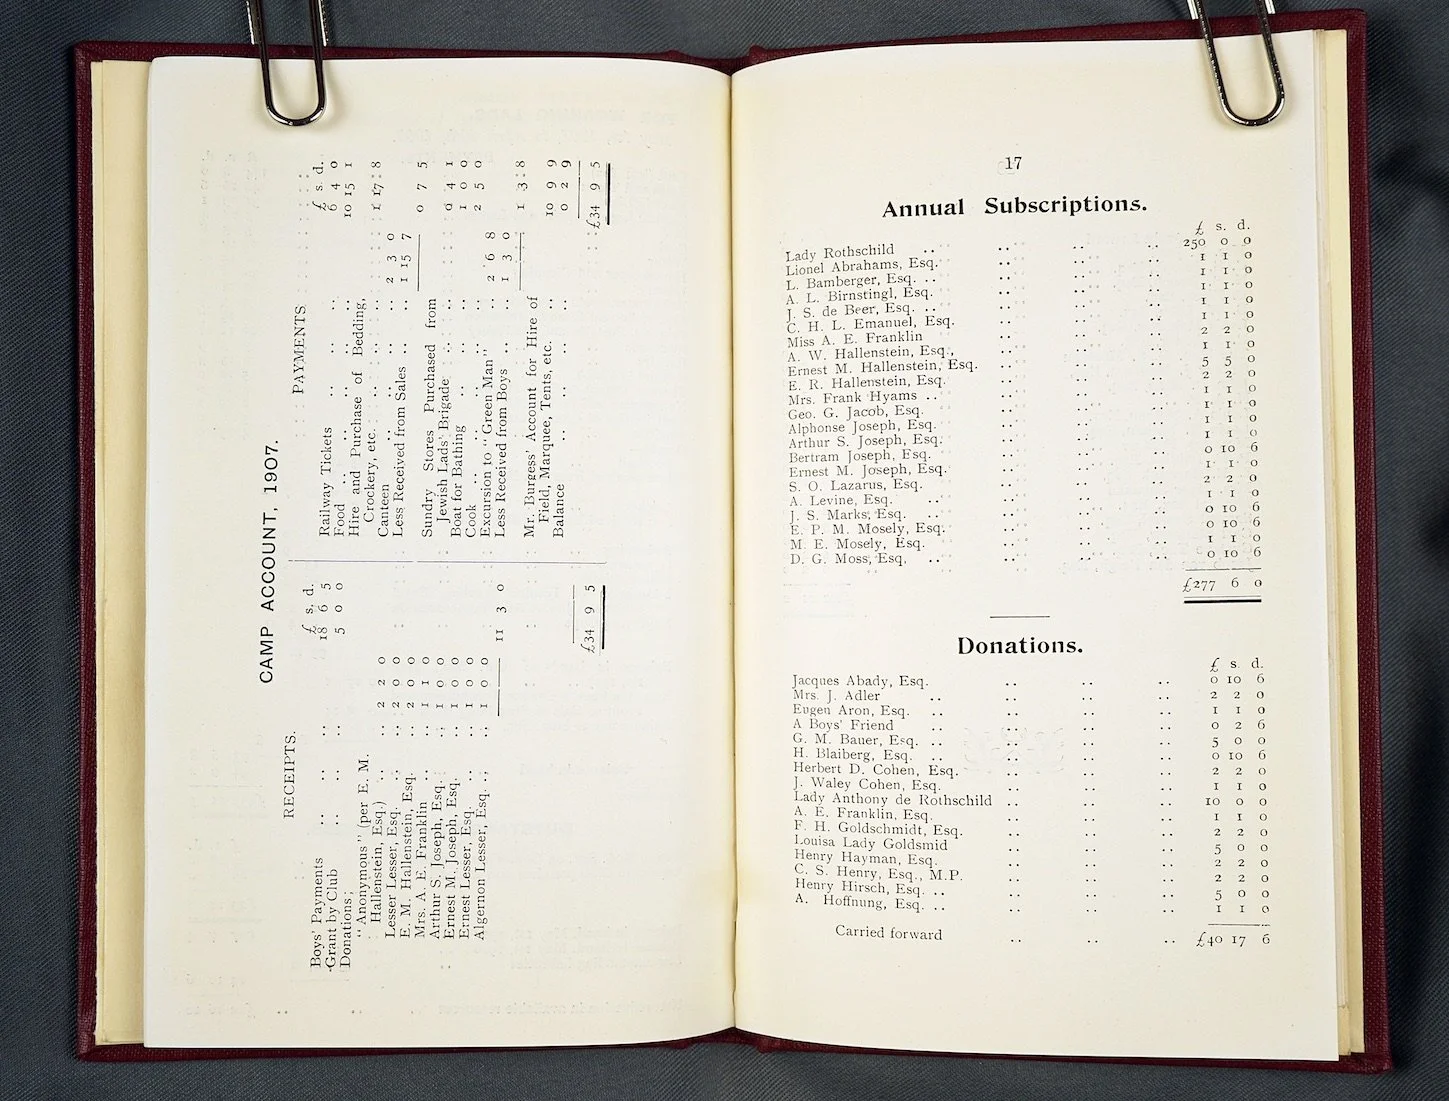 CAMP ACCOUNT, 1907.
RECEIPTS.
£ s. d.
Boys' Payments .. .. 18 6 5
Grant by Club .. .. 5 0 0
Donations;
"Anonymous" (per E. M.
Hallenstein, Esq.) .. .. 2 2 0
Lesser Lesser, Esq. .. .. 2 0 0
E. M. Hallenstein, Esq. .. 2 0 0
Mrs. A. E. Franklin .. .. 1 1 0
Arthur S. Joseph, Esq. .. .. 1 0 0
Ernest M. Joseph, Esq. .. 1 0 0
Ernest Lesser, Esq. .. .. 1 0 0
Algernon Lesser, Esq. .. .. 1 0 0
11 3 0
£34 9 5
PAYMENTS
£ s. d.
Railway Tickets .. .. .. 6 4 0
Food .. .. .. .. 10 15 1
Hire and Purchase of Bedding,
Crockery, etc. .. .. .. 1 17 8
Canteen .. .. .. 2 3 0
Less Received from Sales .. .. 1 15 7
0 7 5
Sundry Stores Purchased from
Jewish Lads' Brigade .. .. 0 4 1
Boat for Bathing .. .. .. 1 0 0
Cook .. .. .. .. 2 5 0
Excursion to "Green Man" .. 2 6 8
Less Received from Boys .. 1 3 0
1 3 8
Mr. Burgess' Account for Hire of
Field, Marquee, Tents, etc. .. 10 9 9
Balance .. .. .. 0 2 9
£34 9 5
17
Annual Subscriptions.
£ s. d.
Lady Rothschild .. .. .. .. 250 0 0
Lionel Abrahams, Esq. .. .. .. 1 1 0
L. Bamberger, Esq. .. .. .. .. 1 1 0
A. L. Birnstingl, Esq. .. .. .. 1 1 0
J. S. de Beer, Esq. .. .. .. .. 1 1 0
C. H. L. Emanuel, Esq. .. .. .. 1 1 0
Miss A. E. Franklin .. .. .. 2 2 0
A. W. Hallenstein, Esq., .. .. .. 1 1 0
Ernest M. Hallenstein, Esq. .. .. .. 5 5 0
E. R. Hallenstein, Esq. .. .. .. 2 2 0
Mrs. Frank Hyams .. .. .. .. 1 1 0
Geo. G. Jacob, Esq. .. .. .. 1 1 0
Alphonse Joseph, Esq. .. .. .. 1 1 0
Arthur S. Joseph, Esq. .. .. .. 1 1 0
Bertram Joseph, Esq. .. .. .. 0 10 6
Ernest M. Joseph, Esq. .. .. .. 1 1 0
S. O. Lazarus, Esq. .. .. .. 2 2 0
A. Levine, Esq. .. .. .. .. 1 1 0
J. S. Marks, Esq. .. .. .. .. 0 10 6
E. P. M. Mosely, Esq. .. .. .. 0 10 6
M. E. Mosely, Esq. .. .. .. 1 1 0
D. G. Moss, Esq. .. .. .. 0 10 6
£277 6 0
Donations.
£ s. d.
Jacques Abady, Esq. .. .. .. 0 10 6
Mrs. J. Adler .. .. .. .. 2 2 0
Eugen Aron, Esq. .. .. .. .. 1 1 0
A Boys' Friend .. .. .. .. 0 2 6
G. M. Bauer, Esq. .. .. .. .. 5 0 0
H. Blaiberg, Esq. .. .. .. .. 0 10 6
Herbert D. Cohen, Esq. .. .. .. 2 2 0
J. Waley Cohen, Esq. .. .. .. 1 1 0
Lady Anthony de Rothschild .. .. .. 10 0 0
A. E. Franklin, Esq. .. .. .. 1 1 0
F. H. Goldschmidt, Esq. .. .. .. 2 2 0
Louisa Lady Goldsmid .. .. .. 5 0 0
Henry Hayman, Esq. .. .. .. 2 2 0
C. S. Henry, Esq., M.P. .. .. .. 2 2 0
Henry Hirsch, Esq. .. .. .. .. 5 0 0
A. Hoffnung, Esq. .. .. .. .. 1 1 0
Carried forward .. .. .. £40 17 6